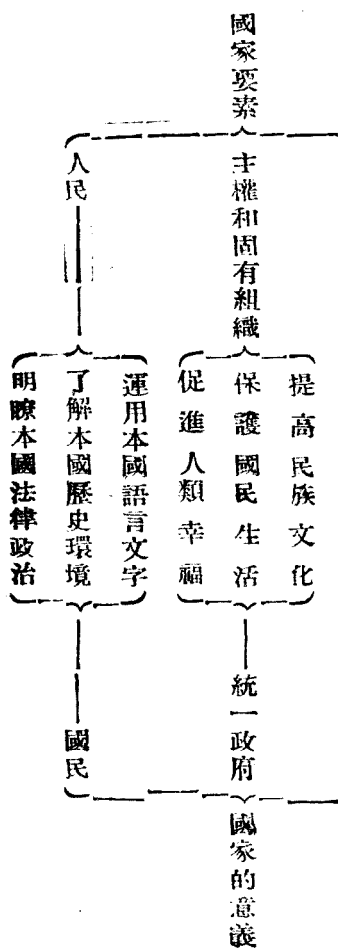 國家要素
主權和固有組織
提高民族文化
保護國民生活
促進人類幸福
統一政府
人民
運用本國語言文字
了解本國歷史環境
明瞭本國法律政治
國民
國家的意義